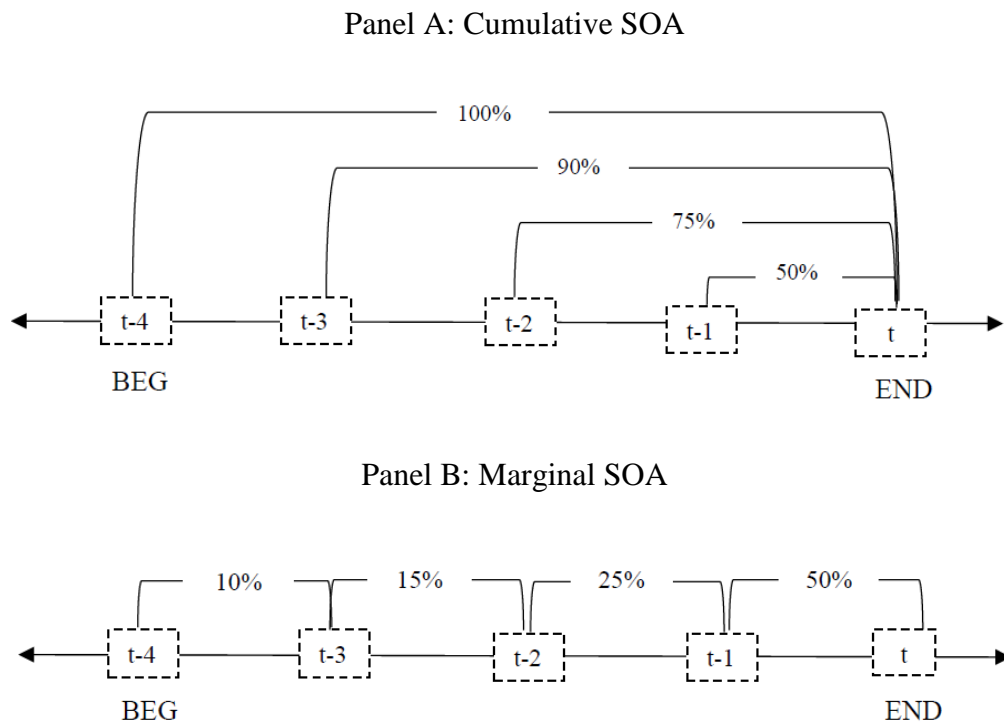 Panel A: Cumulative SOA
100%
90%
75%
50%
t-4 t-3 t-2 t-1 t
BEG END
Panel B: Marginal SOA
10% 15% 25% 50%
t-4 t-3 t-2 t-1 t
BEG END